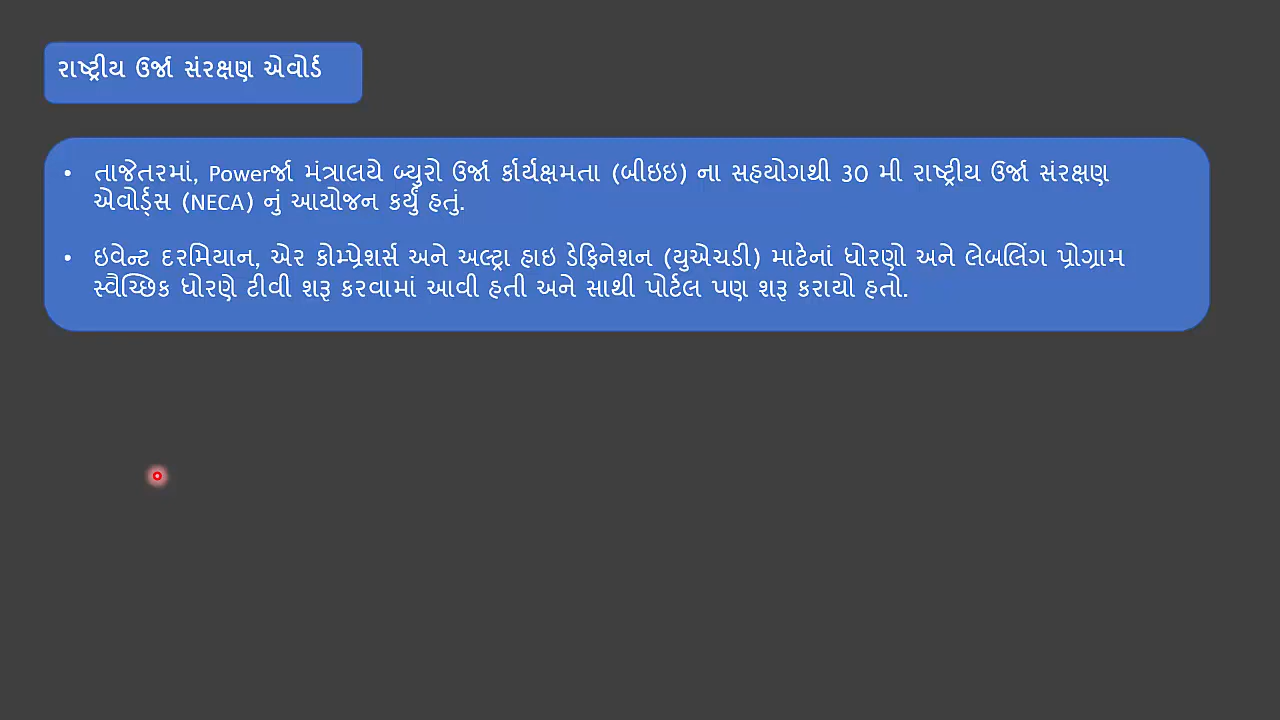 રાષ્ટ્રીય ઉર્જા સંરક્ષણ એવોર્ડ
• તાજેતરમાં, Powerર્જા મંત્રાલયે બ્યુરો ઉર્જા કાર્યક્ષમતા (બીઇઇ) ના સહયોગથી 30 મી રાષ્ટ્રીય ઉર્જા સંરક્ષણ
એવોર્ડ્સ (NECA) નું આયોજન કર્યું હતું.
• ઇવેન્ટ દરમિયાન, એર કોમ્પ્રેશર્સ અને અલ્ટ્રા હાઇ ડેફિનેશન (યુએચડી) માટેનાં ધોરણો અને લેબલિંગ પ્રોગ્રામ
સ્વૈચ્છિક ધોરણે ટીવી શરૂ કરવામાં આવી હતી અને સાથી પોર્ટલ પણ શરૂ કરાયો હતો.